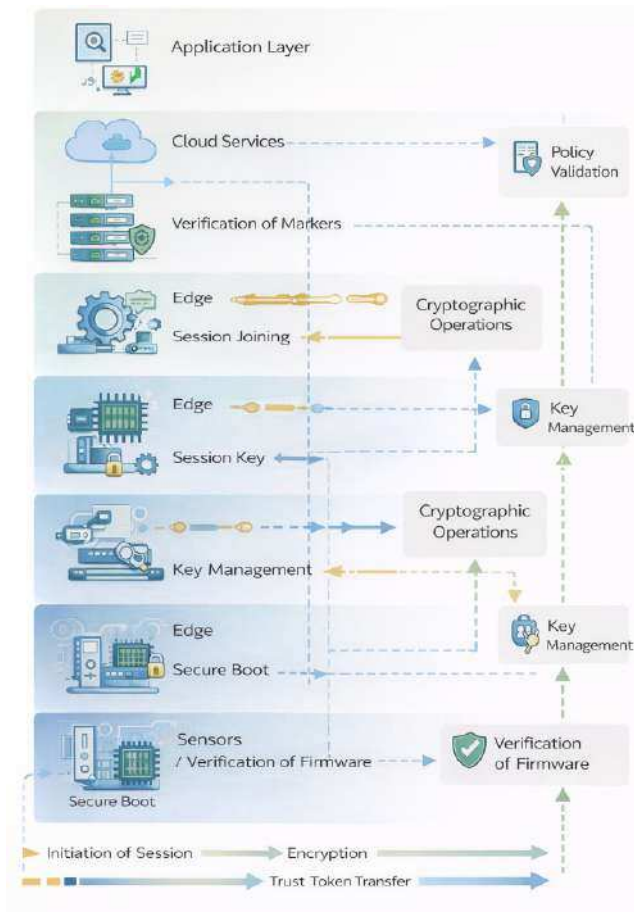 Application Layer
Cloud Services
Policy
Validation
Verification of Markers
Edge
Cryptographic
Operations
Session Joining
Edge
Key
Management
Session Key
Cryptographic
Operations
Key Management
Edge
Key
Management
Secure Boot
Sensors
/ Verification of Firmware
Verification
of Firmware
Secure Boot
Initiation of Session
Encryption
Trust Token Transfer